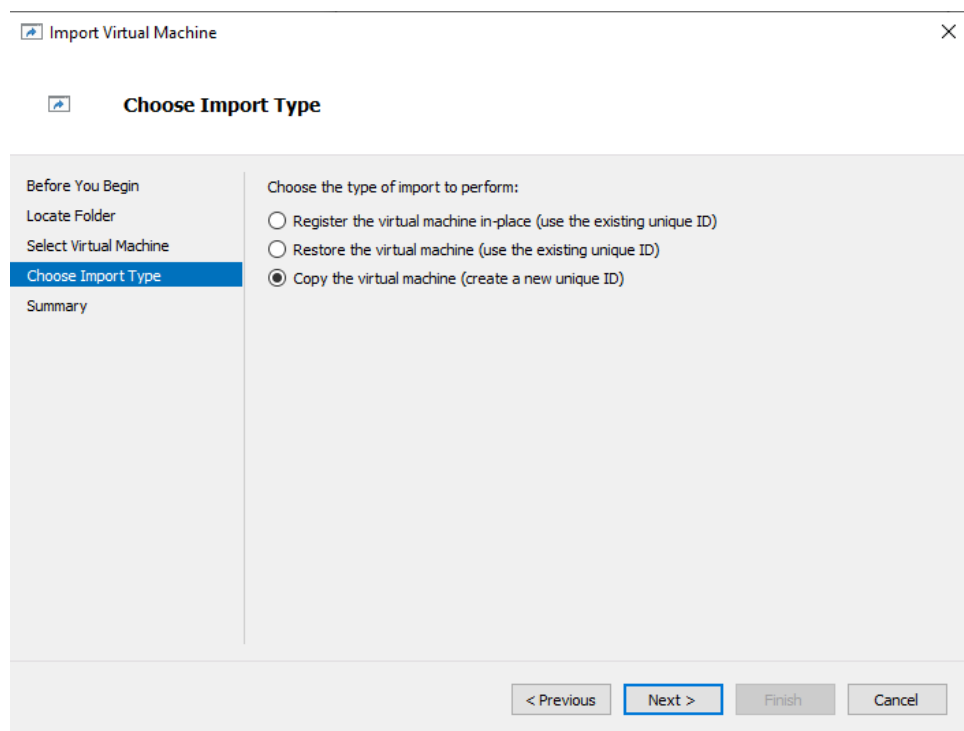 Import Virtual Machine
Choose Import Type
Before You Begin
Locate Folder
Select Virtual Machine
Choose Import Type
Summary
Choose the type of import to perform:
Register the virtual machine in-place (use the existing unique ID)
Restore the virtual machine (use the existing unique ID)
Copy the virtual machine (create a new unique ID)
< Previous
Next >
Finish
Cancel